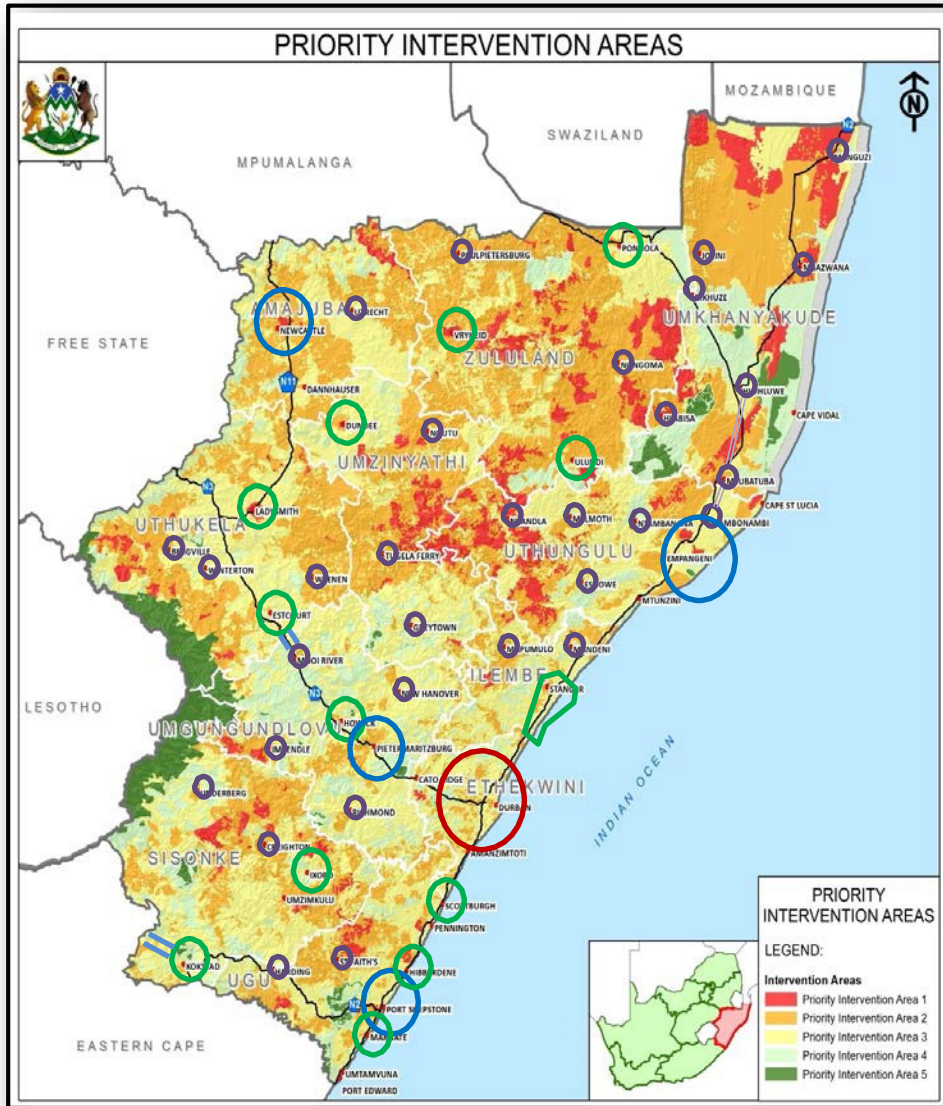 PRIORITY INTERVENTION AREAS
MOZAMBIQUE
N
SWAZILAND
MPUMALANGA
N2
PONGOLA
PAULPIETERSBURG
AMAJUBA
UMKHANYAKUDE
NEWCASTLE
VRYHEID
FREE STATE
ZULULAND
NONGOMA
N11
DANNHAUSER
HLUHLUWE
HLABISA
CAPE VIDAL
DUNDEE
NQUTU
UMZINYATHI
ULUNDI
MTUBATUBA
N3
LADYSMITH
CAPE ST LUCIA
NKANDLA
MELMOTH
MBONAMBI
UTHUKELA
BERGVILLE
TUGELA FERRY
UTHUNGULU
EMPANGENI
WINTERTON
WEENEN
ESHOWE
MTUNZINI
ESTCOURT
GREYTOWN
MOOI RIVER
MAPUMULO
MANDENI
ILEMBE
STANGER
N3
NEW HANOVER
LESOTHO
HOWICK
UMGUNGUNDLOVU
IMPENDLE
PIETERMARITZBURG
CATO RIDGE
ETHEKWINI
UNDERBERG
DURBAN
RICHMOND
INDIAN OCEAN
CREIGHTON
AMANZIMTOTI
SISONKE
IXOPO
UMZIMKULU
SCOTTBURGH
PENNINGTON
ST FAITH'S
KOKSTAD
HARDING
HIBBERDENE
UGU
N2
PORT SHEPSTONE
MARGATE
EASTERN CAPE
UMTAMVUNA
PORT EDWARD
PRIORITY
INTERVENTION AREAS
LEGEND:
Intervention Areas
Priority Intervention Area 1
Priority Intervention Area 2
Priority Intervention Area 3
Priority Intervention Area 4
Priority Intervention Area 5